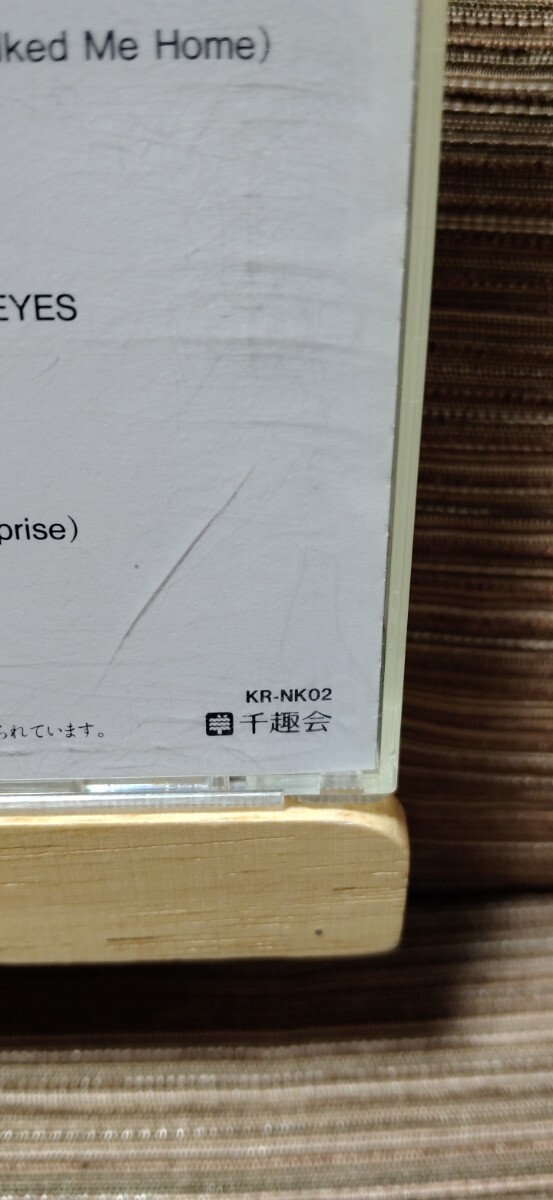 lked Me Home)
EYES
prise)
KR-NK02
られています。
千趣会